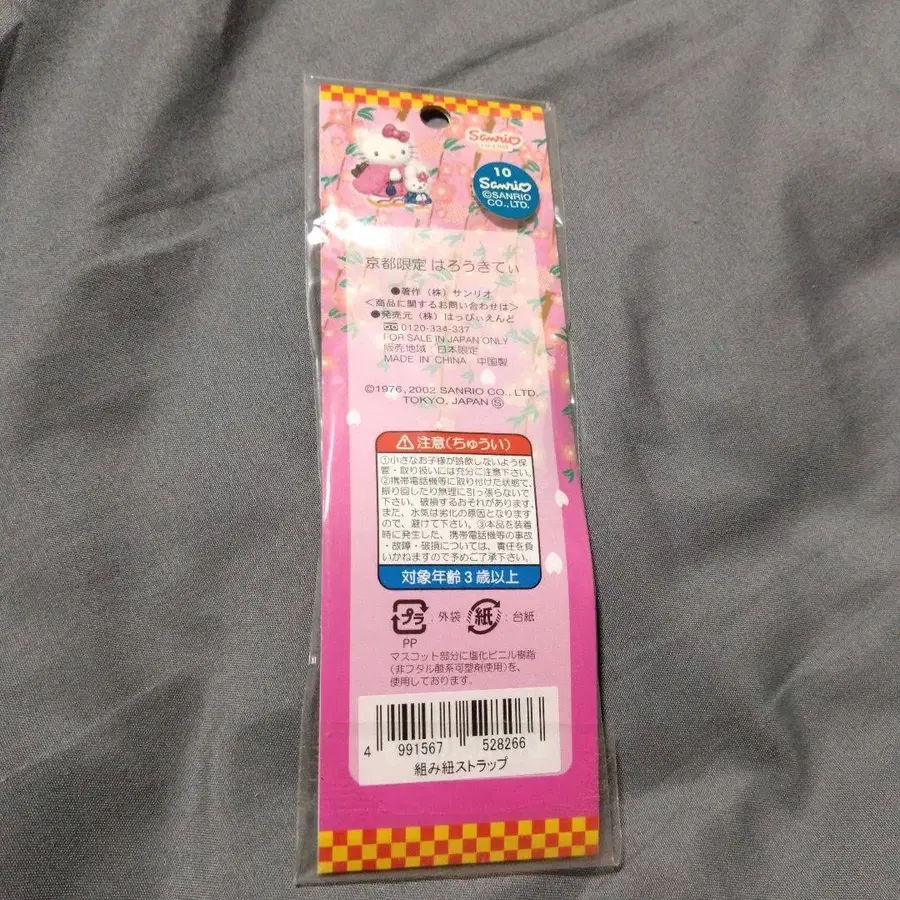 Sanrio
10
Sanrio
©SANRIO
CO.,LTD.
京都限定 はろうきてぃ
●著作（株）サンリオ
＜商品に関するお問い合わせは＞
●発売元（株）はっぴぃえんど
0120-334-337
FOR SALE IN JAPAN ONLY
販売地域 日本限定
MADE IN CHINA 中国製
©1976, 2002 SANRIO CO., LTD.
TOKYO, JAPAN Ⓢ
注意(ちゅうい)
①小さなお子様が誤飲しないよう保
管・取り扱いには充分ご注意下さい。
②携帯電話機等に取り付けた状態で、
振り回したり無理に引っ張らないで
下さい、破損するおそれがあります。
また、水気は劣化の原因となります
ので、避けて下さい。③本品を装着
時に発生した、携帯電話機等の事故
・故障・破損については、責任を負
いかねますので予めご了承下さい。
対象年齢3歳以上
プラ：外袋 紙：台紙
PP
マスコット部分に塩化ビニル樹脂
(非フタル酸系可塑剤使用)を、
使用しております。
4 991567 528266
組み紐ストラップ